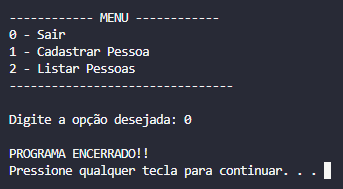 ------------ MENU ------------
0 - Sair
1 - Cadastrar Pessoa
2 - Listar Pessoas
--------------------------------
Digite a opção desejada: 0
PROGRAMA ENCERRADO!!
Pressione qualquer tecla para continuar. . .